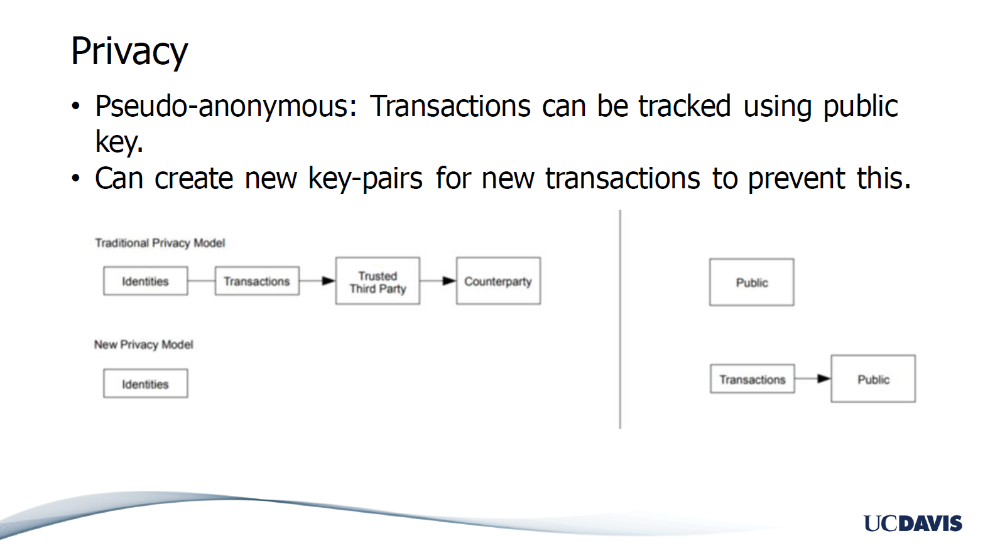 Privacy
• Pseudo-anonymous: Transactions can be tracked using public
key.
• Can create new key-pairs for new transactions to prevent this.
Traditional Privacy Model
Identities
Transactions
Trusted
Third Party
Counterparty
Public
New Privacy Model
Identities
Transactions
Public
UCDAVIS